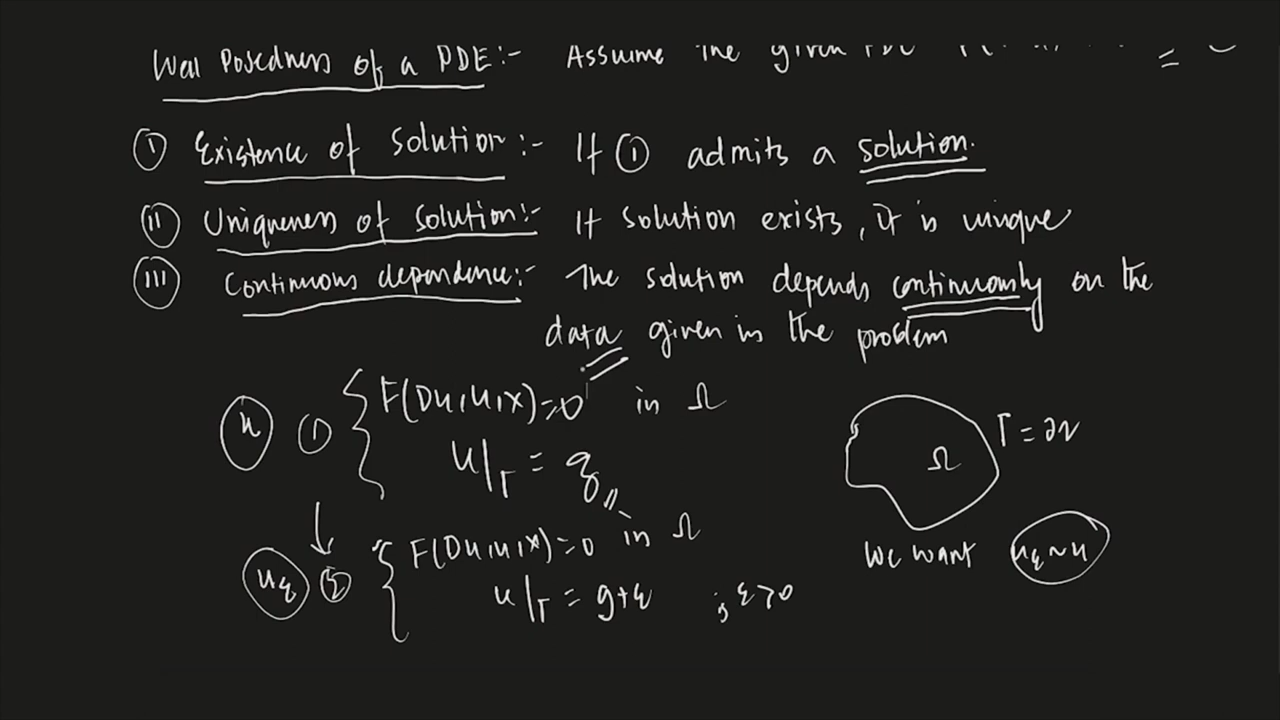 Well Posedness of a PDE:- Assume the given PDE
① Existence of solution:- If ① admits a solution.
(II) Uniqueness of solution:- If solution exists, it is unique
(III) Continuous dependence:- The solution depends continuously on the
data given in the problem
u ① { F(Du,u,x)=0 in Ω
u|Γ = g
Ω Γ = ∂Ω
uε ② { F(Du,u,x)=0 in Ω
u|Γ = g+ε ; ε>0
We want uε ~ u